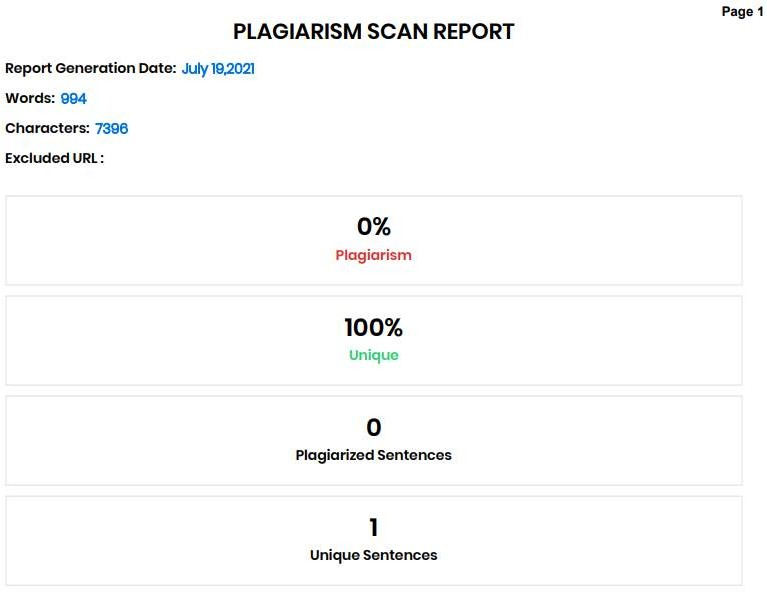 Page 1
PLAGIARISM SCAN REPORT
Report Generation Date: July 19,2021
Words: 994
Characters: 7396
Excluded URL :
0%
Plagiarism
100%
Unique
0
Plagiarized Sentences
1
Unique Sentences